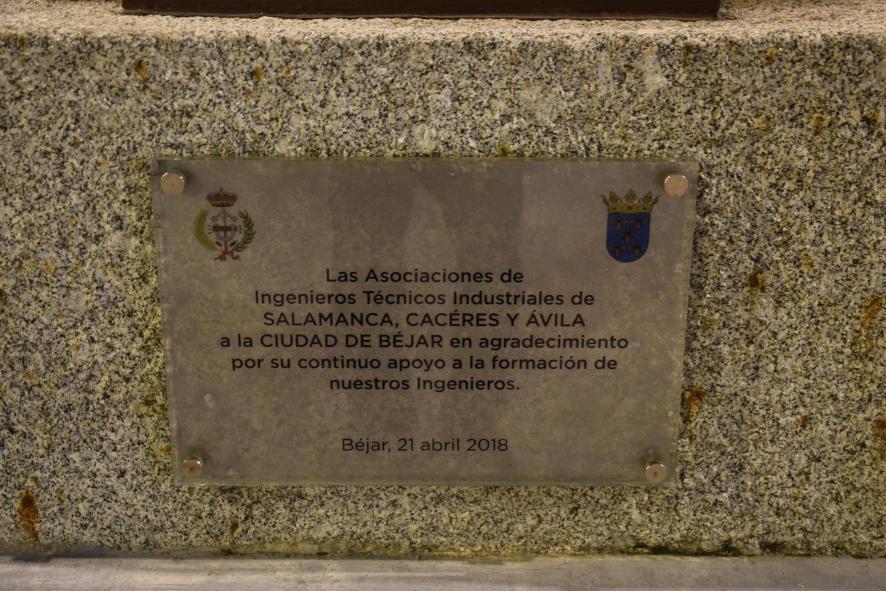 Las Asociaciones de
Ingenieros Técnicos Industriales de
SALAMANCA, CACÉRES Y ÁVILA
a la CIUDAD DE BÉJAR en agradecimiento
por su continuo apoyo a la formación de
nuestros Ingenieros.
Béjar, 21 abril 2018